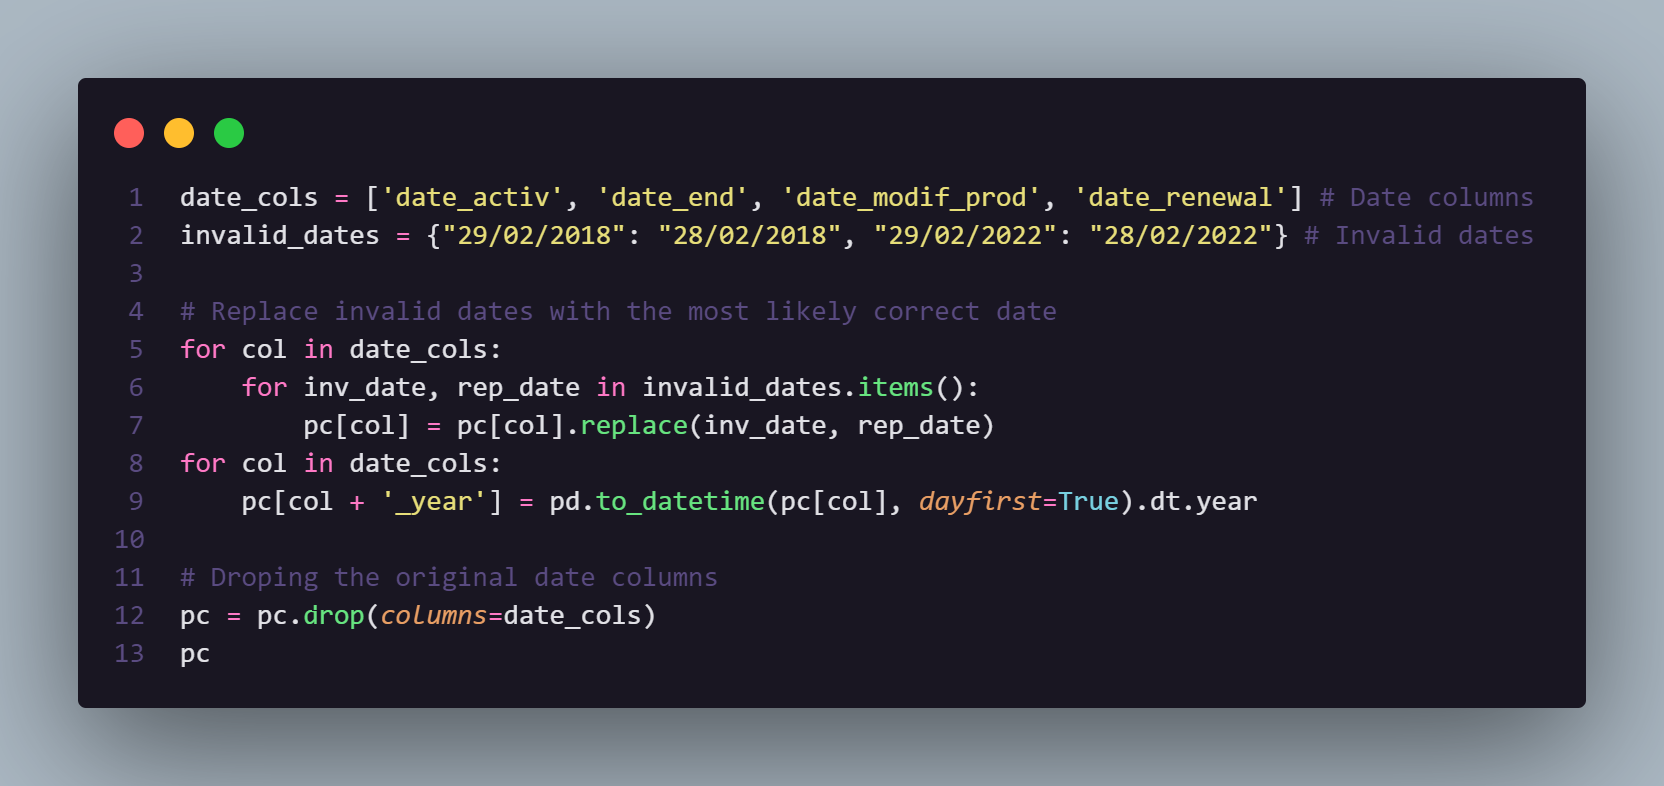 1 date_cols = ['date_activ', 'date_end', 'date_modif_prod', 'date_renewal'] # Date columns
2 invalid_dates = {"29/02/2018": "28/02/2018", "29/02/2022": "28/02/2022"} # Invalid dates
3
4 # Replace invalid dates with the most likely correct date
5 for col in date_cols:
6     for inv_date, rep_date in invalid_dates.items():
7         pc[col] = pc[col].replace(inv_date, rep_date)
8 for col in date_cols:
9     pc[col + '_year'] = pd.to_datetime(pc[col], dayfirst=True).dt.year
10
11 # Droping the original date columns
12 pc = pc.drop(columns=date_cols)
13 pc